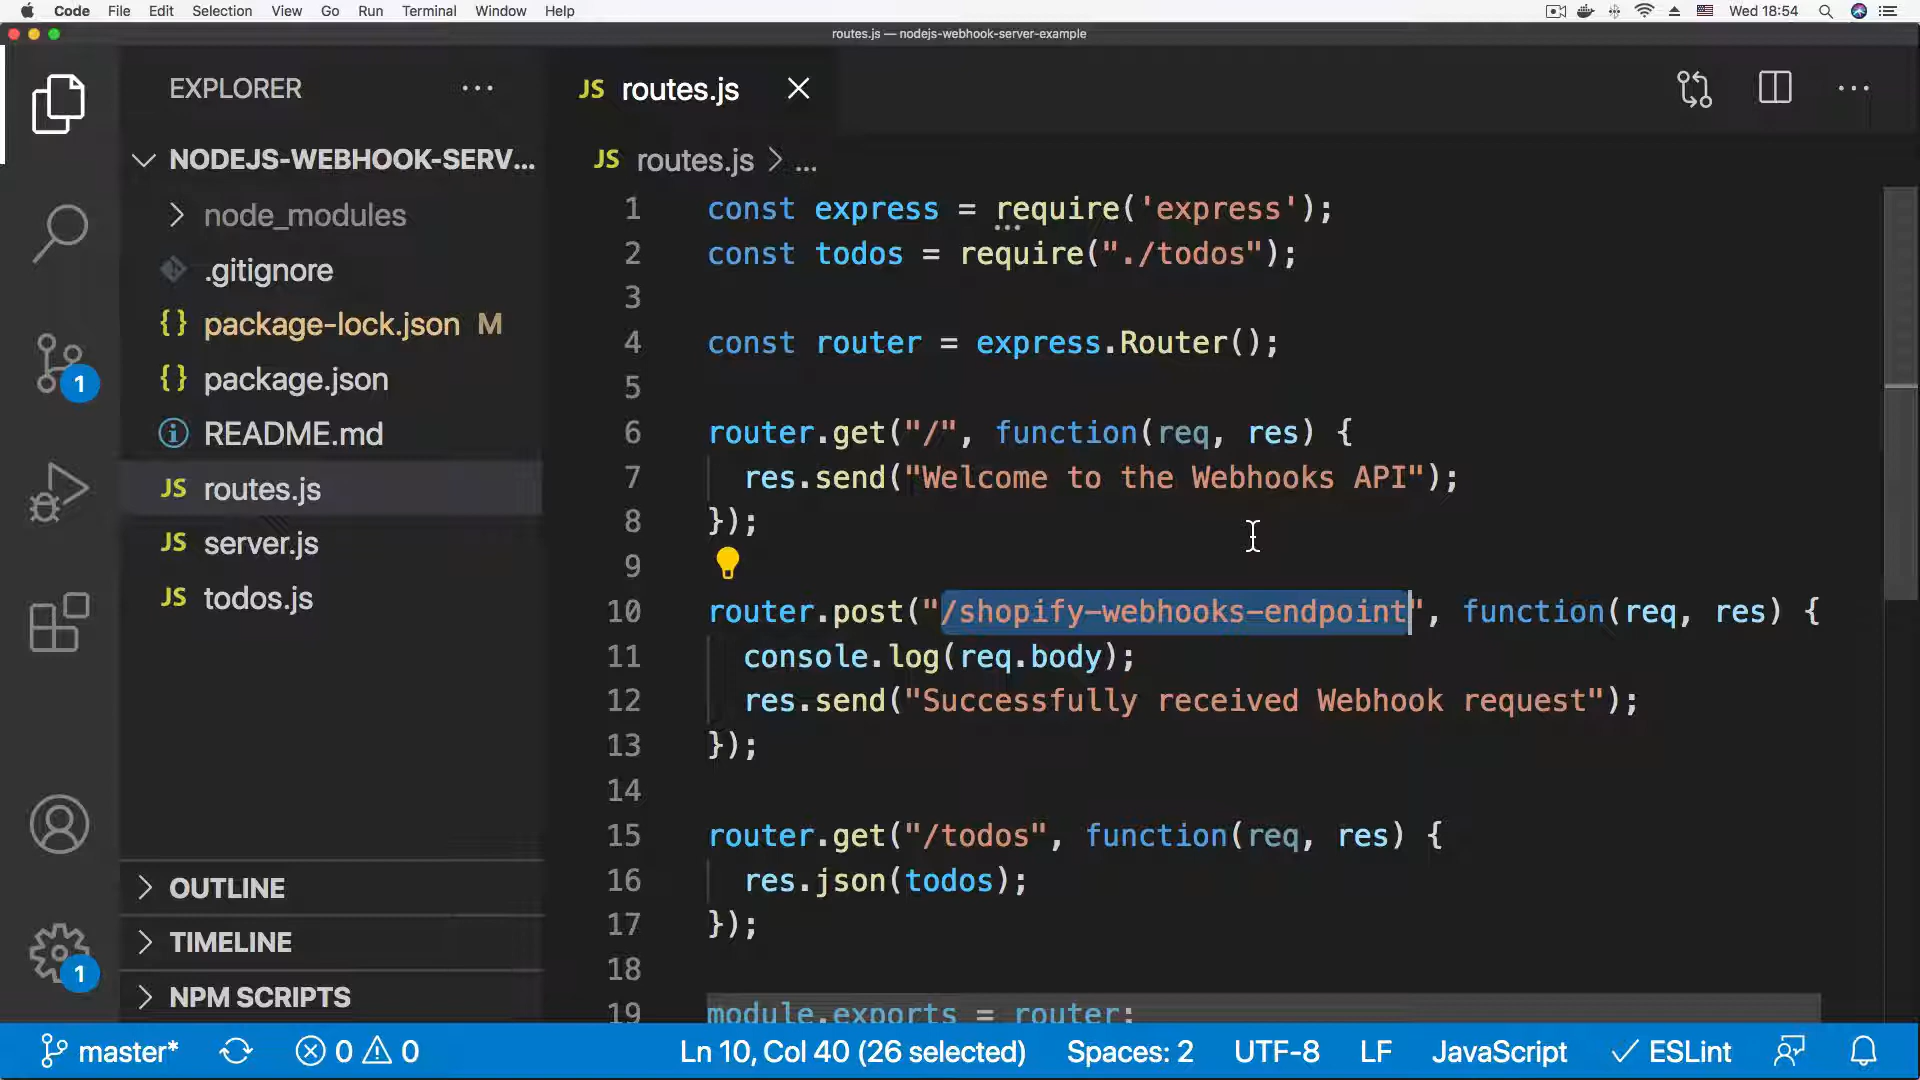 Code File Edit Selection View Go Run Terminal Window Help Wed 18:54
routes.js — nodejs-webhook-server-example
EXPLORER ...
NODEJS-WEBHOOK-SERV...
node_modules
.gitignore
{} package-lock.json M
{} package.json
README.md
JS routes.js
JS server.js
JS todos.js
OUTLINE
TIMELINE
NPM SCRIPTS
1
1
JS routes.js
JS routes.js > ...
1 const express = require('express');
2 const todos = require("./todos");
3
4 const router = express.Router();
5
6 router.get("/", function(req, res) {
7 res.send("Welcome to the Webhooks API");
8 });
9
10 router.post("/shopify-webhooks-endpoint", function(req, res) {
11 console.log(req.body);
12 res.send("Successfully received Webhook request");
13 });
14
15 router.get("/todos", function(req, res) {
16 res.json(todos);
17 });
18
19 module.exports = router;
master* 0 0 Ln 10, Col 40 (26 selected) Spaces: 2 UTF-8 LF JavaScript ESLint